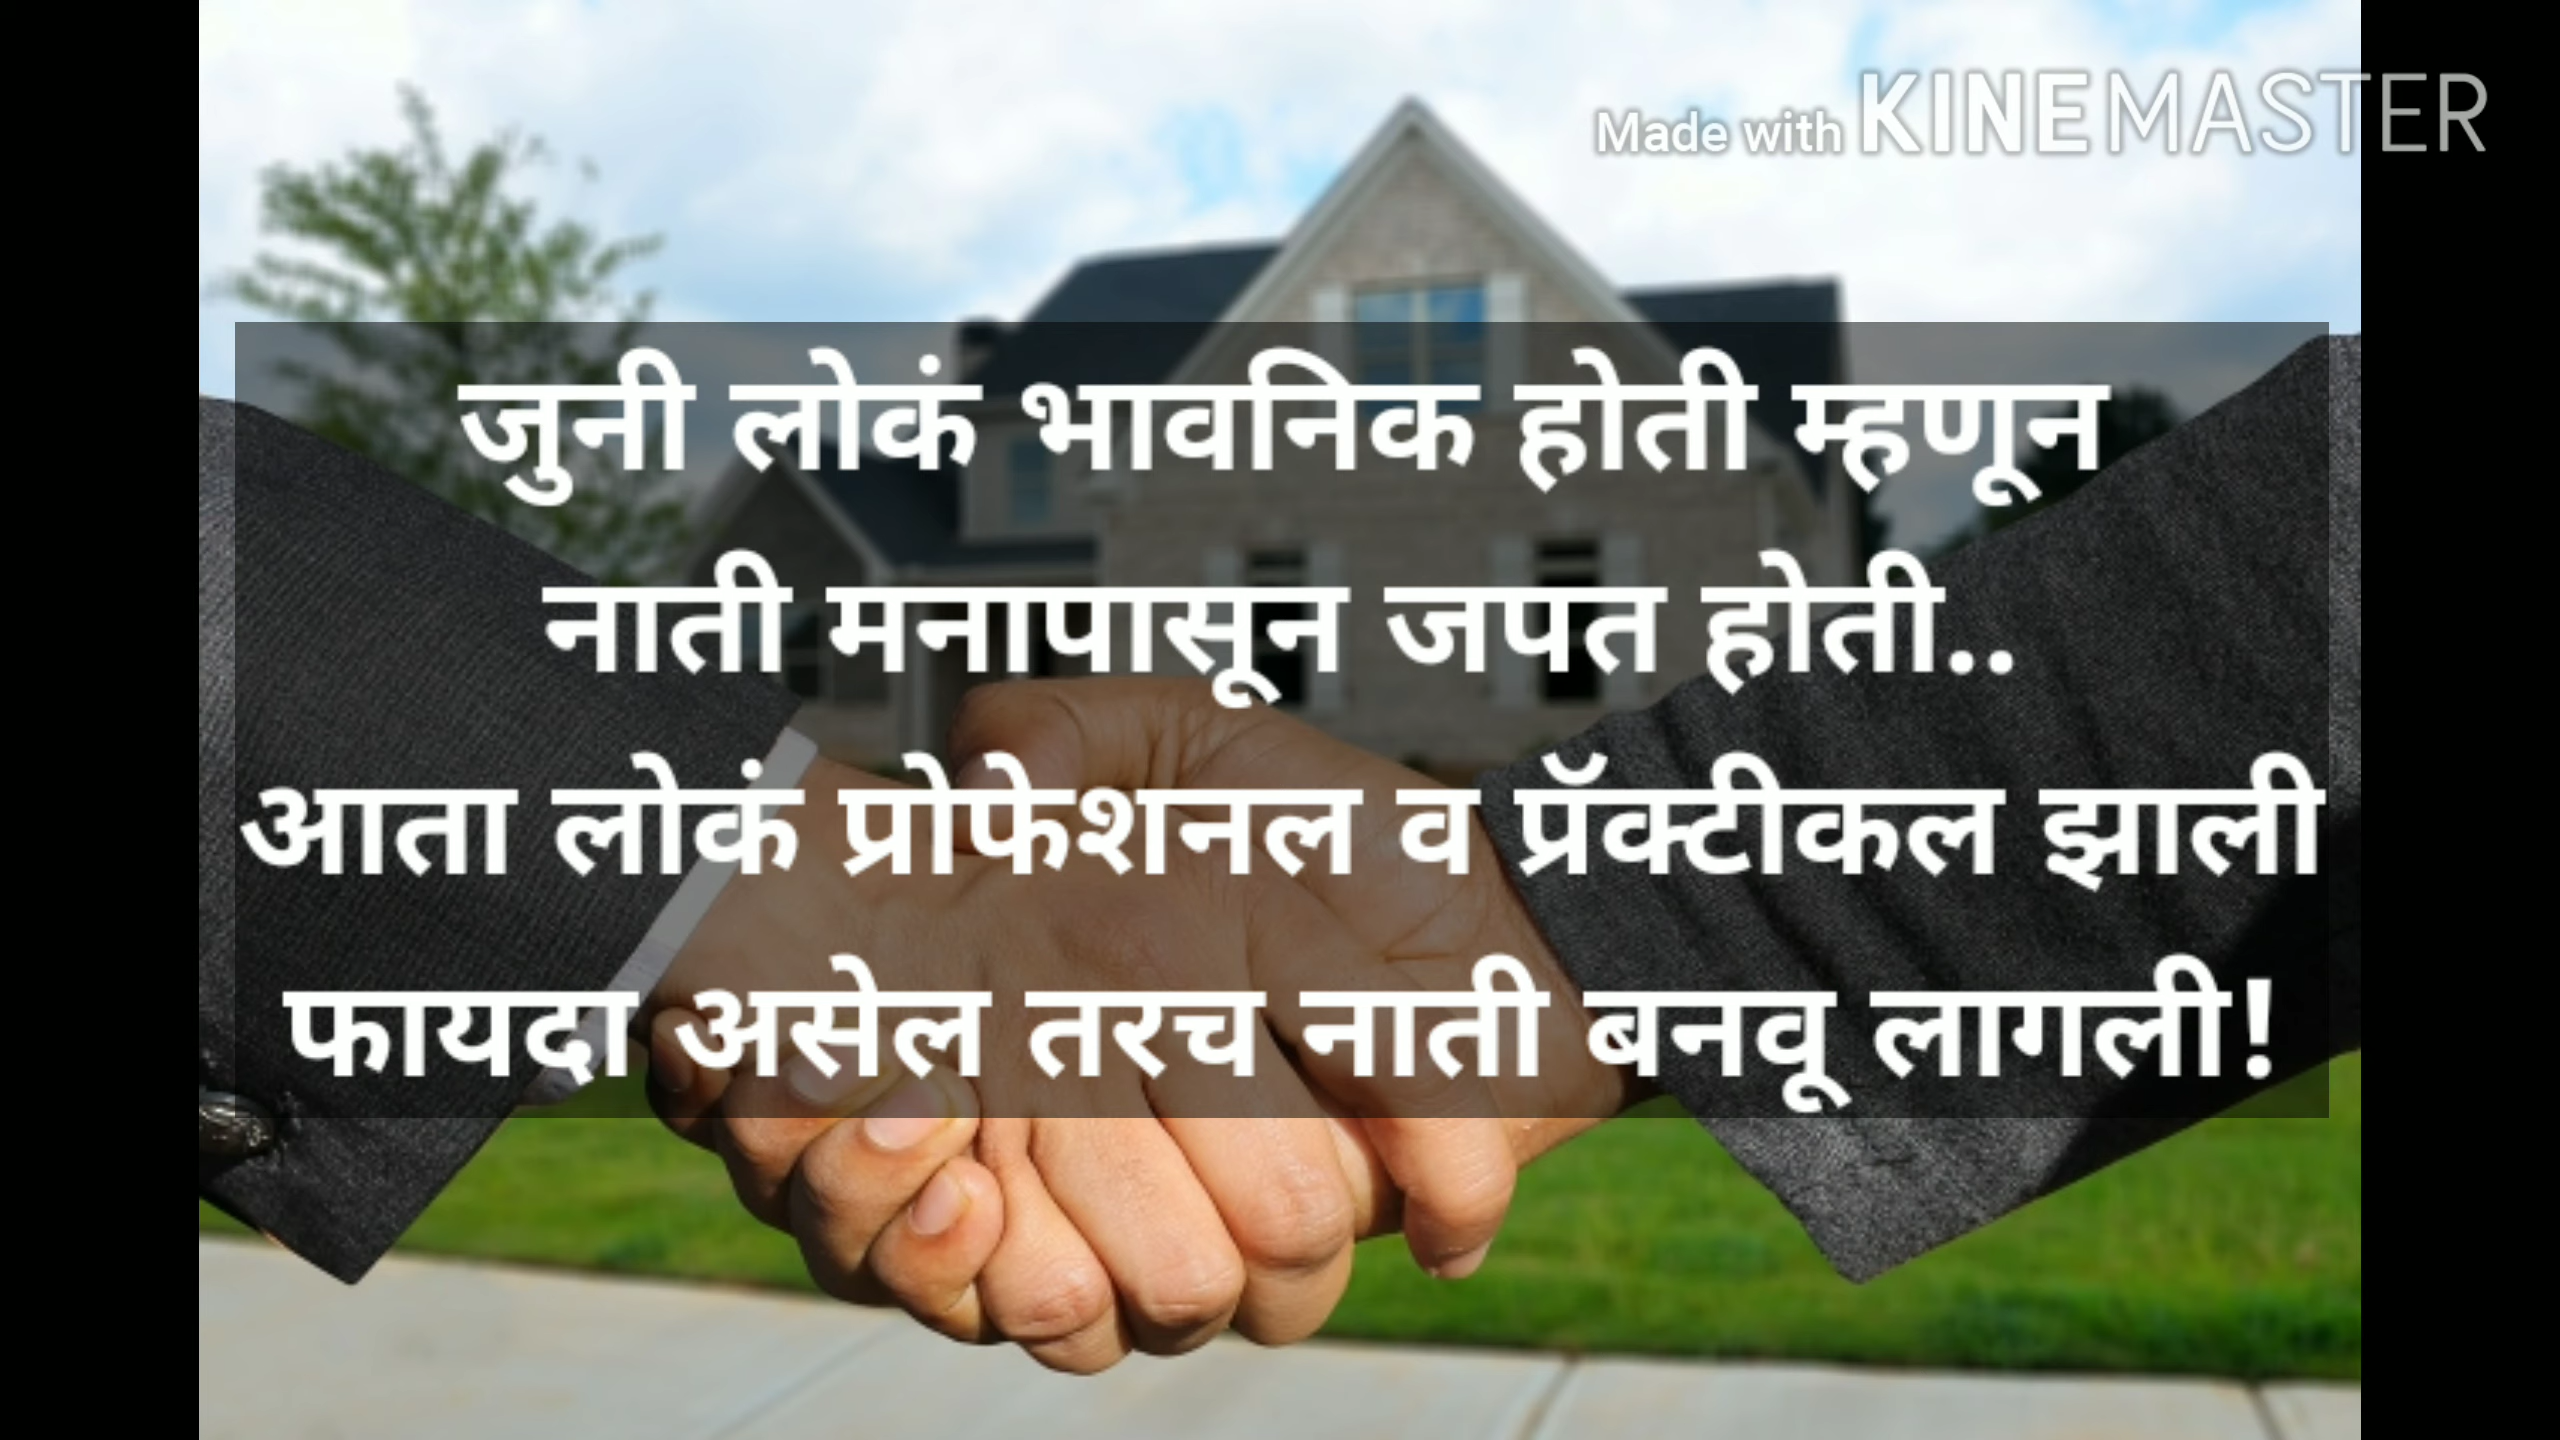 Made with KINEMASTER
जुनी लोकं भावनिक होती म्हणून
नाती मनापासून जपत होती..
आता लोकं प्रोफेशनल व प्रॅक्टीकल झाली
फायदा असेल तरच नाती बनवू लागली!